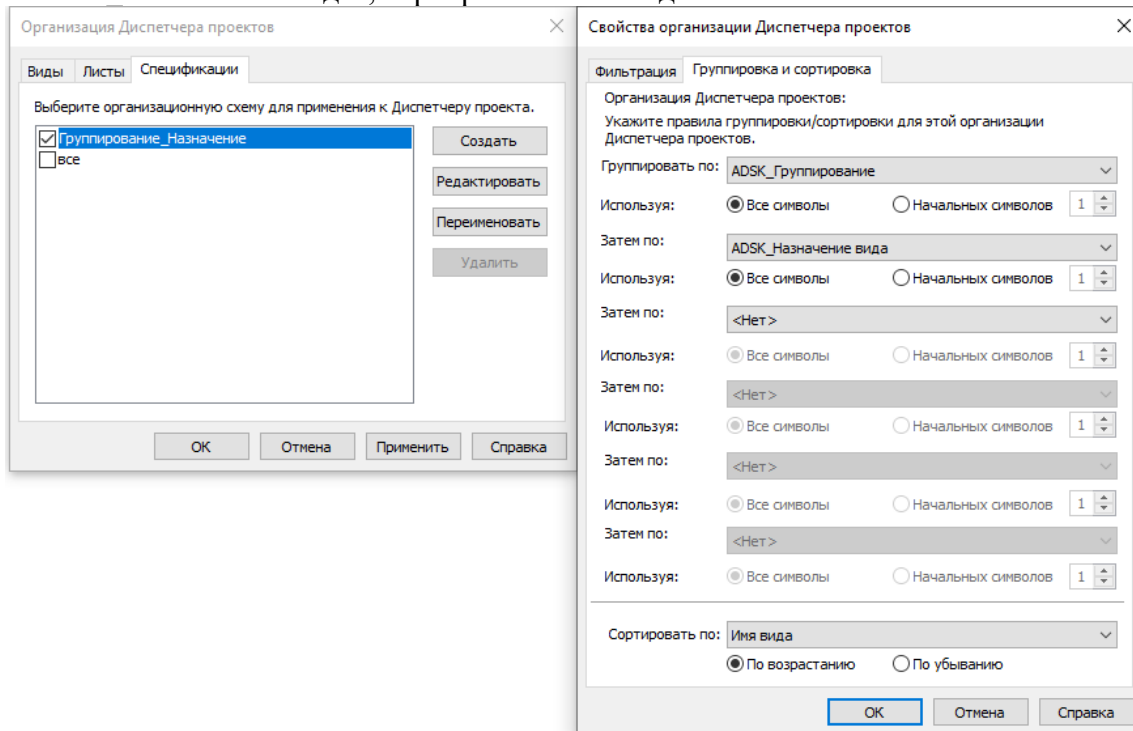 Организация Диспетчера проектов
Виды Листы Спецификации
Выберите организационную схему для применения к Диспетчеру проекта.
Группирование_Назначение
все
Создать
Редактировать
Переименовать
Удалить
ОК Отмена Применить Справка
Свойства организации Диспетчера проектов
Фильтрация Группировка и сортировка
Организация Диспетчера проектов:
Укажите правила группировки/сортировки для этой организации
Диспетчера проектов.
Группировать по: ADSK_Группирование
Используя: Все символы Начальных символов 1
Затем по: ADSK_Назначение вида
Используя: Все символы Начальных символов 1
Затем по: <Нет>
Используя: Все символы Начальных символов 1
Затем по: <Нет>
Используя: Все символы Начальных символов 1
Затем по: <Нет>
Используя: Все символы Начальных символов 1
Затем по: <Нет>
Используя: Все символы Начальных символов 1
Сортировать по: Имя вида
По возрастанию По убыванию
ОК Отмена Справка